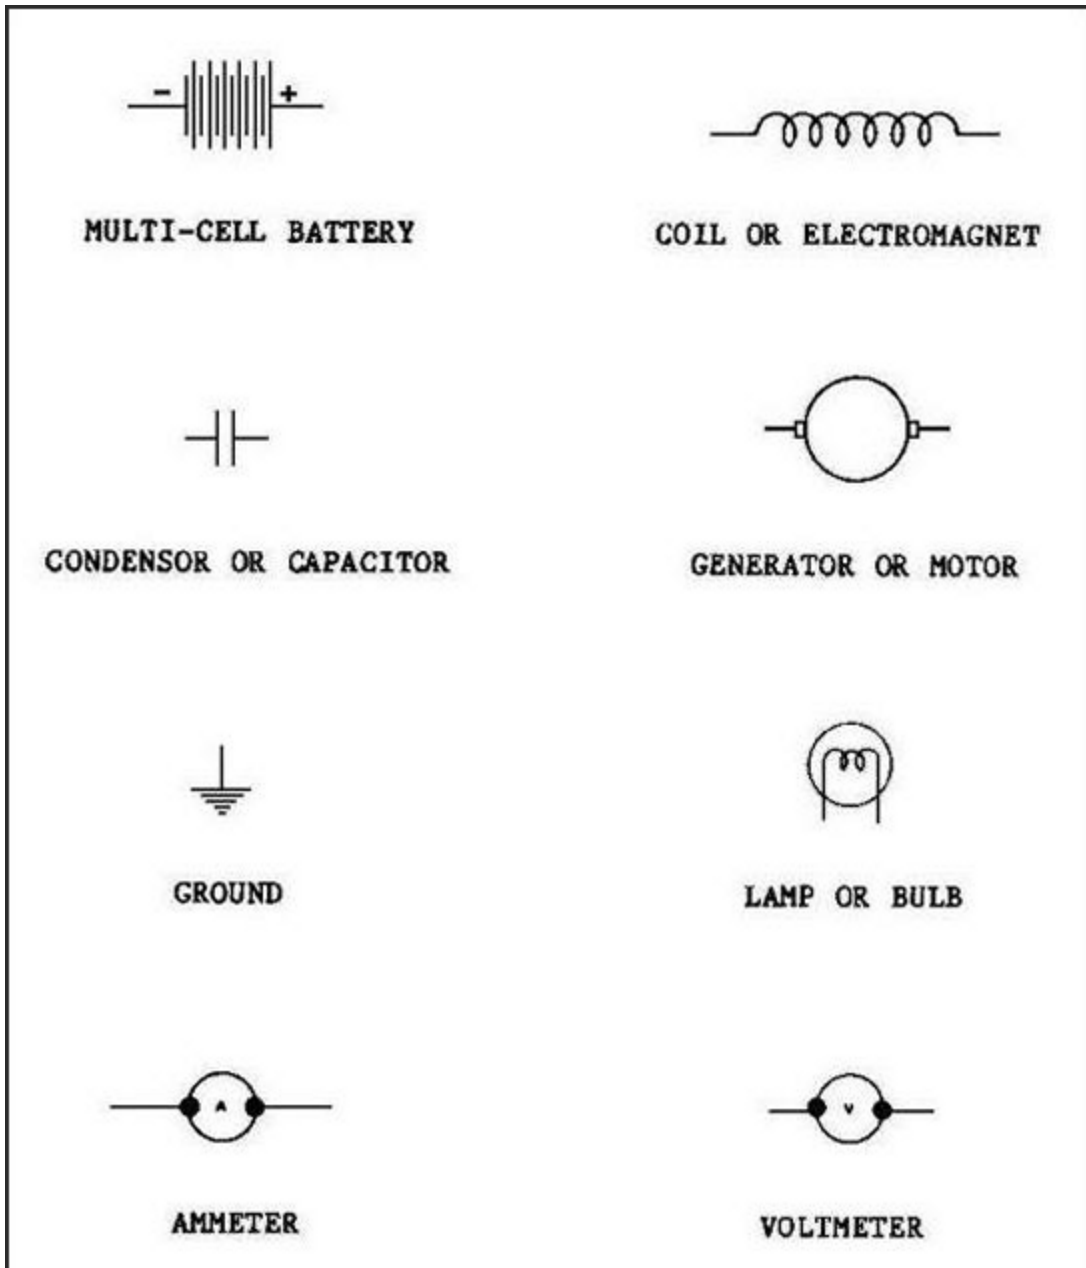 - +
MULTI-CELL BATTERY
COIL OR ELECTROMAGNET
CONDENSOR OR CAPACITOR
GENERATOR OR MOTOR
GROUND
LAMP OR BULB
A
V
AMMETER
VOLTMETER